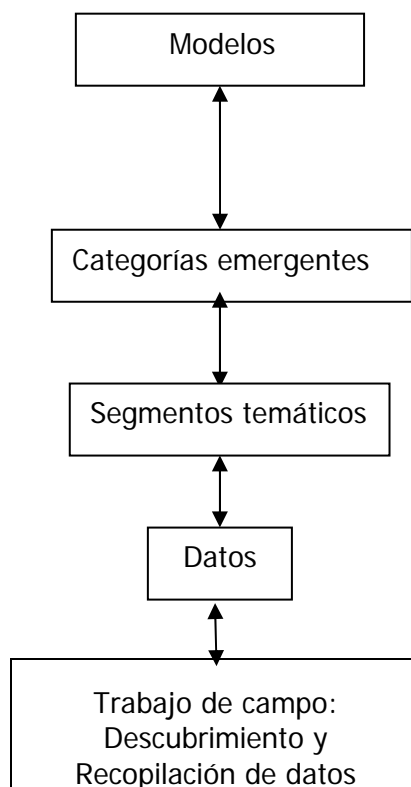 Modelos
Categorías emergentes
Segmentos temáticos
Datos
Trabajo de campo:
Descubrimiento y
Recopilación de datos